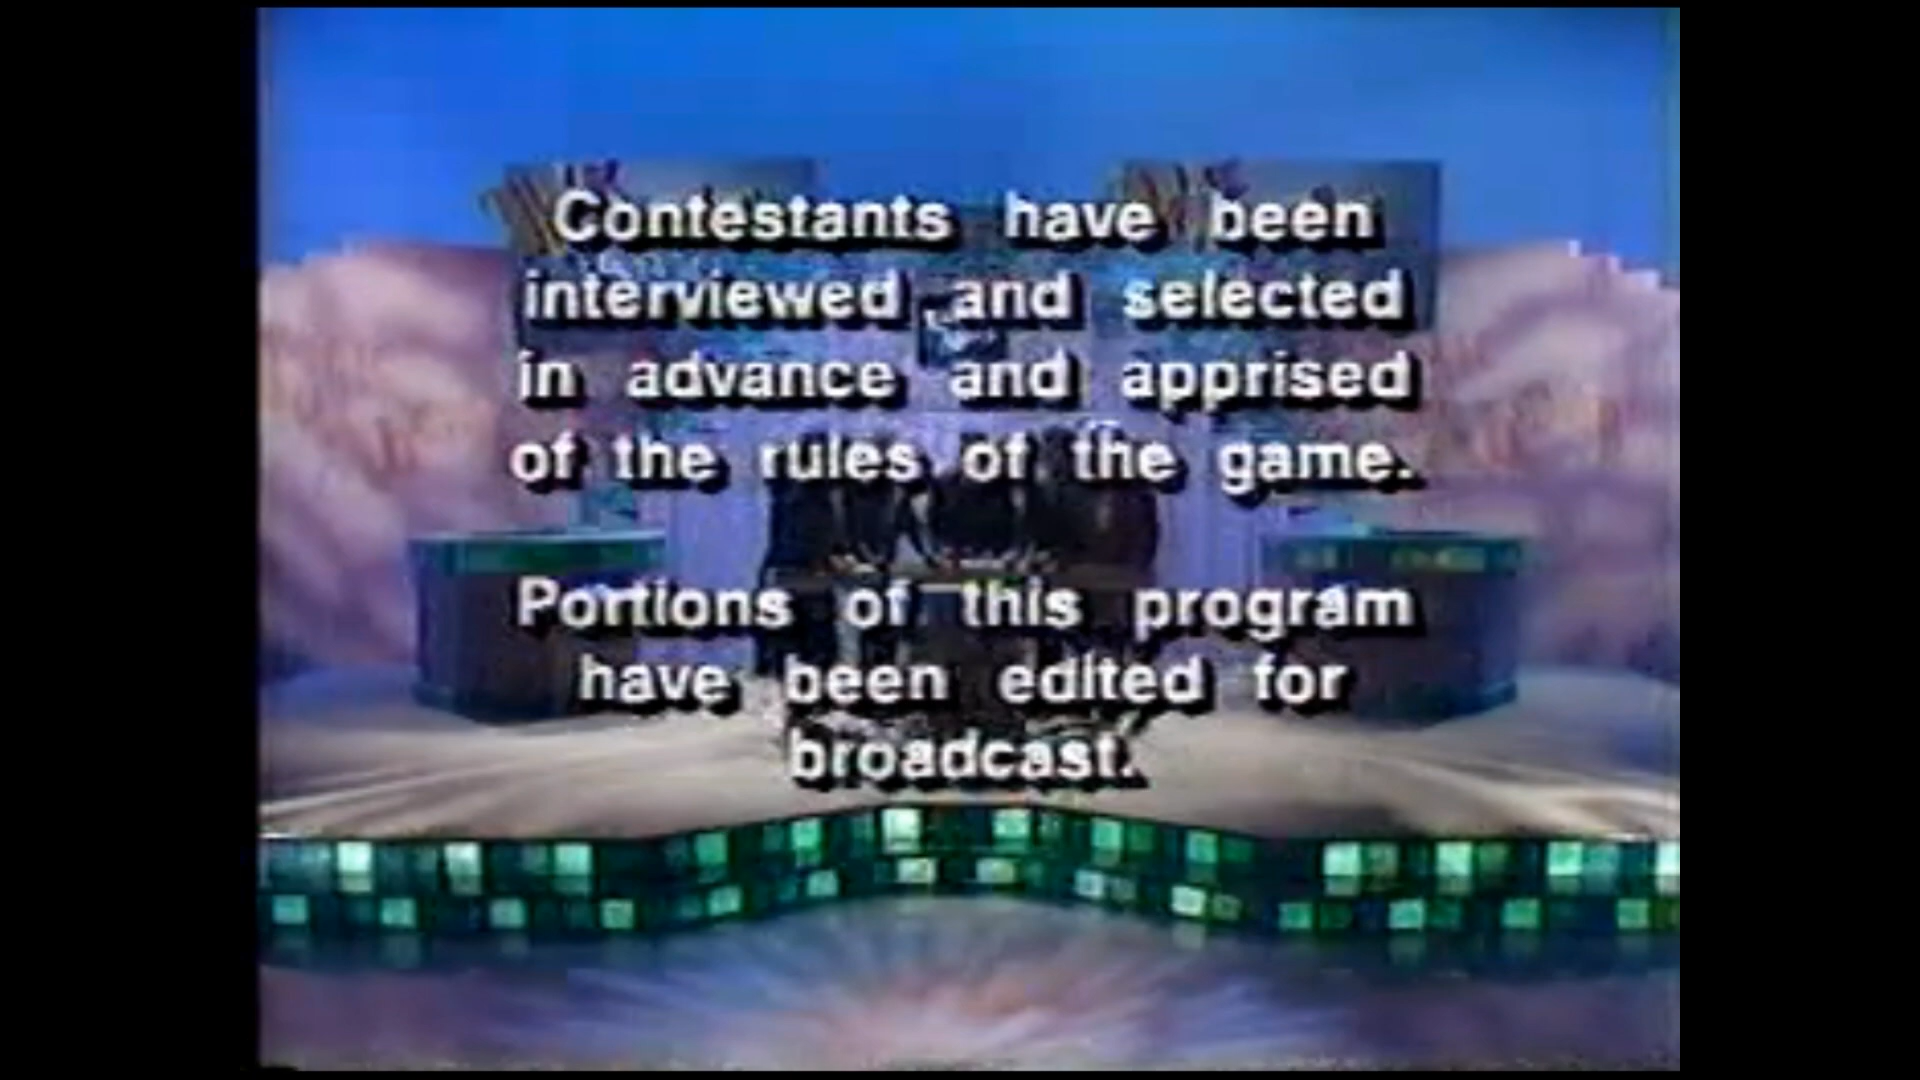 Contestants have been
interviewed and selected
in advance and apprised
of the rules of the game.
Portions of this program
have been edited for
broadcast.